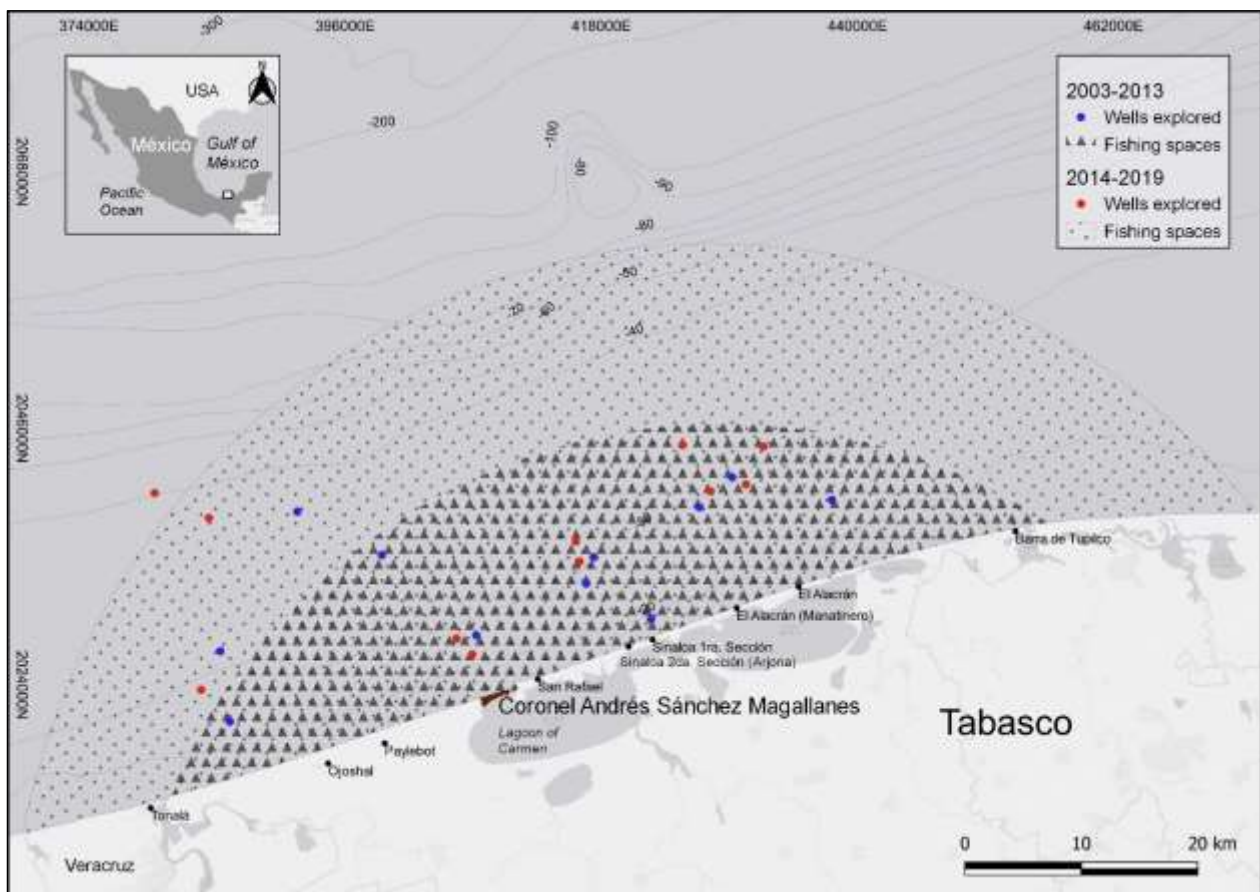 374000E
-300
396000E
418000E
440000E
462000E
N
USA
México
Gulf of
México
Pacific
Ocean
2003-2013
Wells explored
Fishing spaces
2014-2019
Wells explored
Fishing spaces
2068000N
2046000N
2024000N
-200
-100
-80
-60
-40
Barra de Tupilco
El Alacrán
El Alacrán (Manatinero)
Sinaloa 1ra. Sección
Sinaloa 2da. Sección (Arjona)
San Rafael
Coronel Andrés Sánchez Magallanes
Lagoon of
Carmen
Tabasco
Paylebot
Ojoshal
Tonalá
Veracruz
0
10
20 km